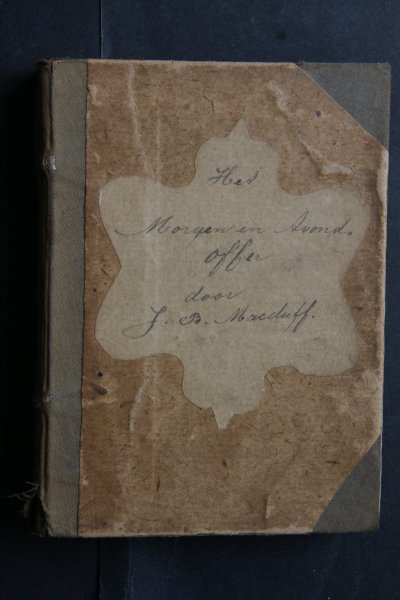 Het
Morgen en Avond.
Offer
door
J. B. Macduff.